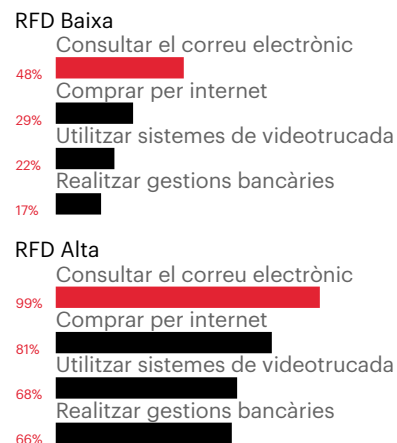 RFD Baixa
Consultar el correu electrònic
48%
Comprar per internet
29%
Utilitzar sistemes de videotrucada
22%
Realitzar gestions bancàries
17%
RFD Alta
Consultar el correu electrònic
99%
Comprar per internet
81%
Utilitzar sistemes de videotrucada
68%
Realitzar gestions bancàries
66%